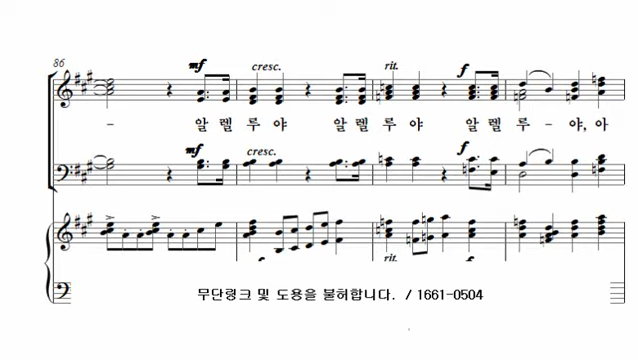 86
mf cresc. rit. f
- 알 렐 루 야 알 렐 루 야 알 렐 루 - 야, 아
mf cresc. f
f rit.
무단링크 및 도용을 불허합니다. / 1661-0504